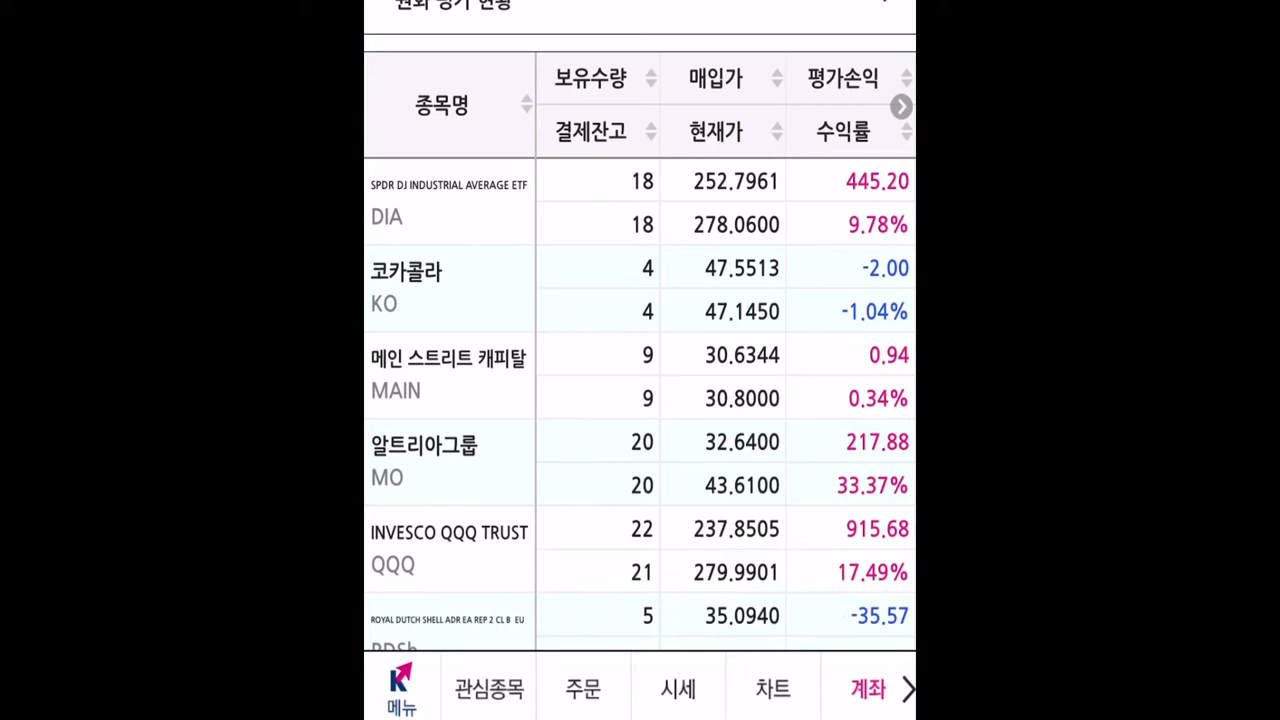 원화 평가 현황
종목명
보유수량 매입가 평가손익
결제잔고 현재가 수익률
SPDR DJ INDUSTRIAL AVERAGE ETF 18 252.7961 445.20
DIA 18 278.0600 9.78%
코카콜라 4 47.5513 -2.00
KO 4 47.1450 -1.04%
메인 스트리트 캐피탈 9 30.6344 0.94
MAIN 9 30.8000 0.34%
알트리아그룹 20 32.6400 217.88
MO 20 43.6100 33.37%
INVESCO QQQ TRUST 22 237.8505 915.68
QQQ 21 279.9901 17.49%
ROYAL DUTCH SHELL ADR EA REP 2 CL B EU 5 35.0940 -35.57
RDSb
메뉴 관심종목 주문 시세 차트 계좌